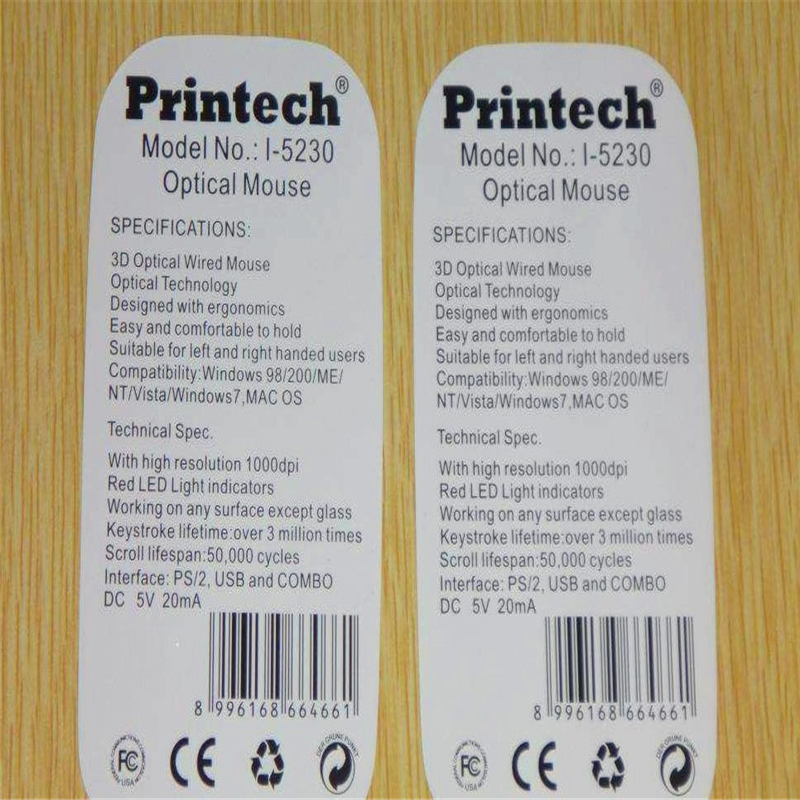 Printech®
Model No.: I-5230
Optical Mouse
SPECIFICATIONS:
3D Optical Wired Mouse
Optical Technology
Designed with ergonomics
Easy and comfortable to hold
Suitable for left and right handed users
Compatibility:Windows 98/200/ME/
NT/Vista/Windows7,MAC OS
Technical Spec.
With high resolution 1000dpi
Red LED Light indicators
Working on any surface except glass
Keystroke lifetime:over 3 million times
Scroll lifespan:50,000 cycles
Interface: PS/2, USB and COMBO
DC 5V 20mA
8 996168 664661
FC CE DER GRÜNE PUNKT
Printech®
Model No.: I-5230
Optical Mouse
SPECIFICATIONS:
3D Optical Wired Mouse
Optical Technology
Designed with ergonomics
Easy and comfortable to hold
Suitable for left and right handed users
Compatibility:Windows 98/200/ME/
NT/Vista/Windows7,MAC OS
Technical Spec.
With high resolution 1000dpi
Red LED Light indicators
Working on any surface except glass
Keystroke lifetime:over 3 million times
Scroll lifespan:50,000 cycles
Interface: PS/2, USB and COMBO
DC 5V 20mA
8 996168 664661
FC CE DER GRÜNE PUNKT